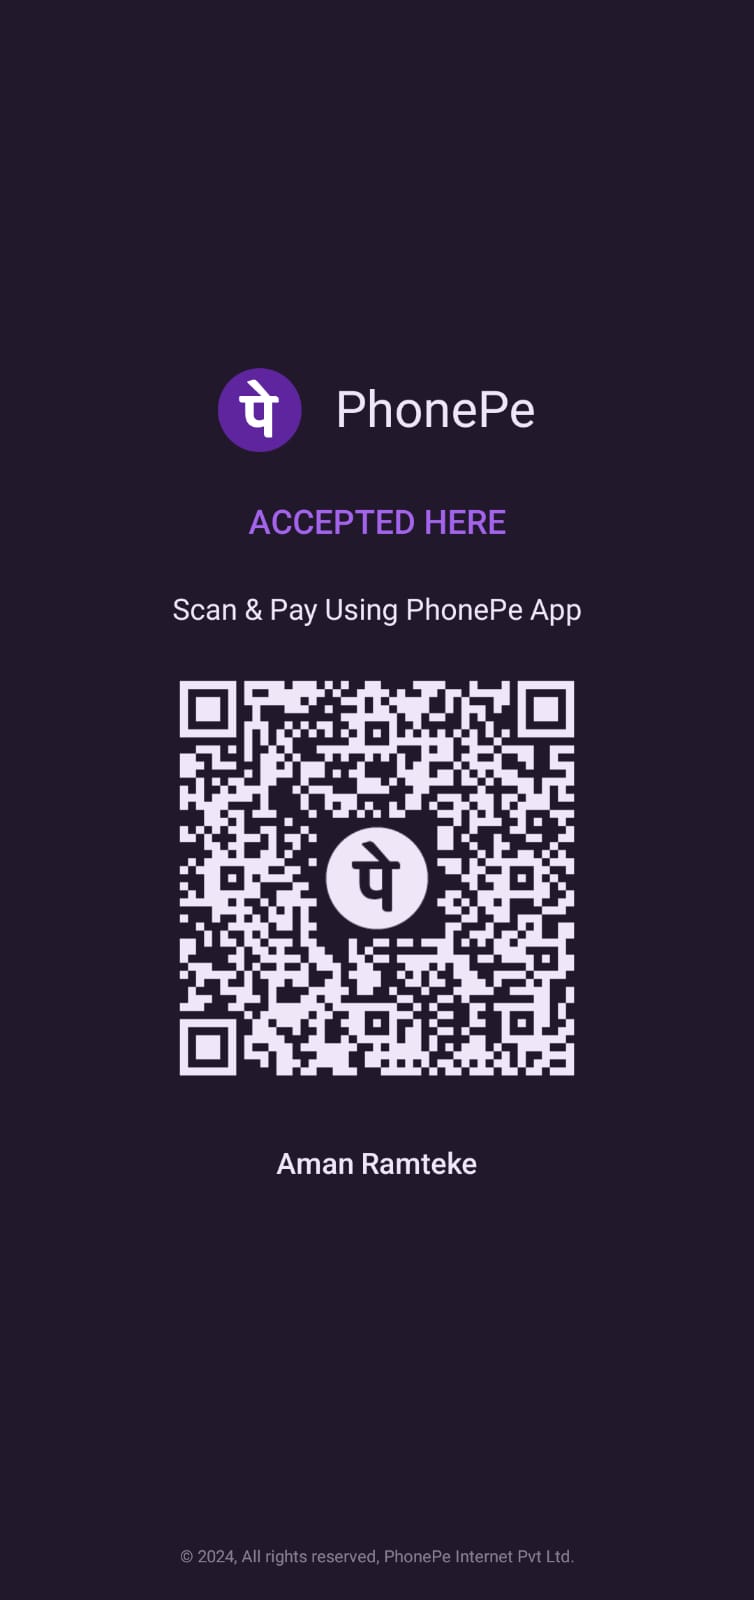 पे PhonePe
ACCEPTED HERE
Scan & Pay Using PhonePe App
पे
Aman Ramteke
© 2024, All rights reserved, PhonePe Internet Pvt Ltd.